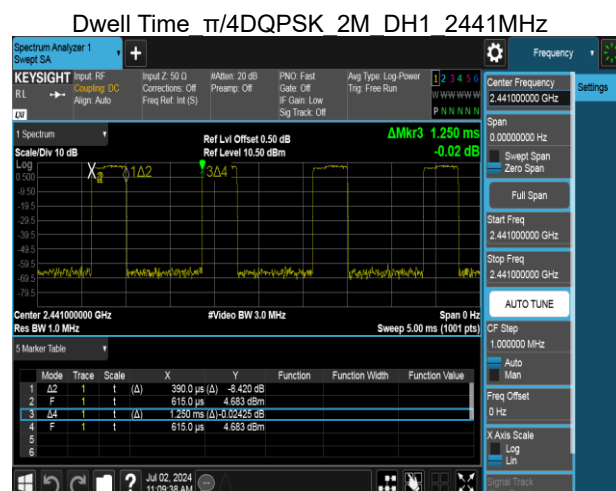 Dwell Time_π/4DQPSK_2M_DH1_2441MHz
Spectrum Analyzer 1
Swept SA
Frequency
KEYSIGHT Input: RF Input Z: 50 Ω #Atten: 20 dB PNO: Fast Avg Type: Log-Power 1 2 3 4 5 6
RL Coupling: DC Corrections: Off Preamp: Off Gate: Off Trig: Free Run W W W W W W
Align: Auto Freq Ref: Int (S) IF Gain: Low P N N N N N
Sig Track: Off
LW
1 Spectrum
Ref Lvl Offset 0.50 dB ΔMkr3 1.250 ms
Scale/Div 10 dB Ref Level 10.50 dBm -0.02 dB
Log
0.500
-9.50
-19.5
-29.5
-39.5
-49.5
-59.5
-69.5
-79.5
X 1Δ2 3Δ4
Center 2.441000000 GHz #Video BW 3.0 MHz Span 0 Hz
Res BW 1.0 MHz Sweep 5.00 ms (1001 pts)
5 Marker Table
Mode Trace Scale X Y Function Function Width Function Value
1 Δ2 1 t (Δ) 390.0 µs (Δ) -8.420 dB
2 F 1 t 615.0 µs 4.683 dBm
3 Δ4 1 t (Δ) 1.250 ms (Δ) -0.02425 dB
4 F 1 t 615.0 µs 4.683 dBm
5
6
Jul 02, 2024
11:09:38 AM
Center Frequency
2.441000000 GHz
Settings
Span
0.00000000 Hz
Swept Span
Zero Span
Full Span
Start Freq
2.441000000 GHz
Stop Freq
2.441000000 GHz
AUTO TUNE
CF Step
1.000000 MHz
Auto
Man
Freq Offset
0 Hz
X Axis Scale
Log
Lin
Signal Track